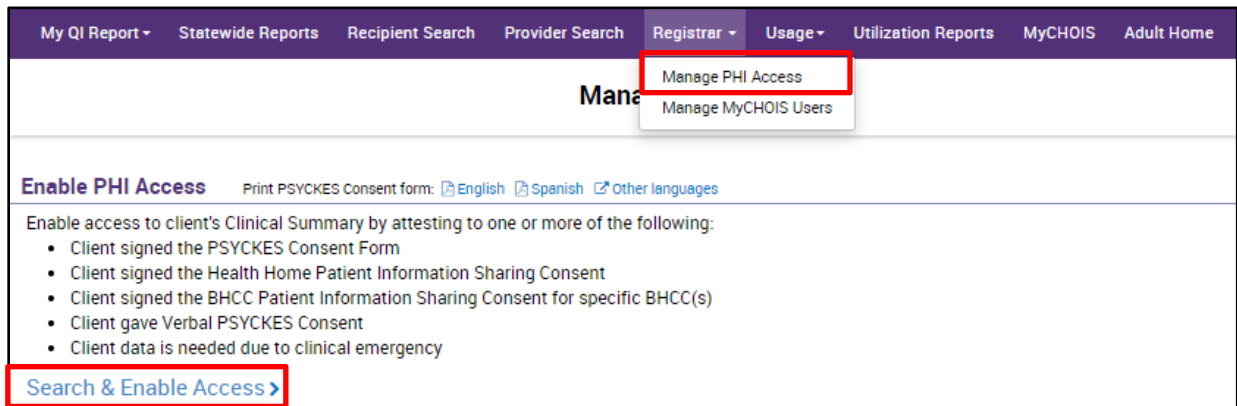 My QI Report Statewide Reports Recipient Search Provider Search Registrar Usage Utilization Reports MyCHOIS Adult Home
Manage PHI Access
Mana
Manage MyCHOIS Users
Enable PHI Access Print PSYCKES Consent form: English Spanish Other languages
Enable access to client's Clinical Summary by attesting to one or more of the following:
• Client signed the PSYCKES Consent Form
• Client signed the Health Home Patient Information Sharing Consent
• Client signed the BHCC Patient Information Sharing Consent for specific BHCC(s)
• Client gave Verbal PSYCKES Consent
• Client data is needed due to clinical emergency
Search & Enable Access >